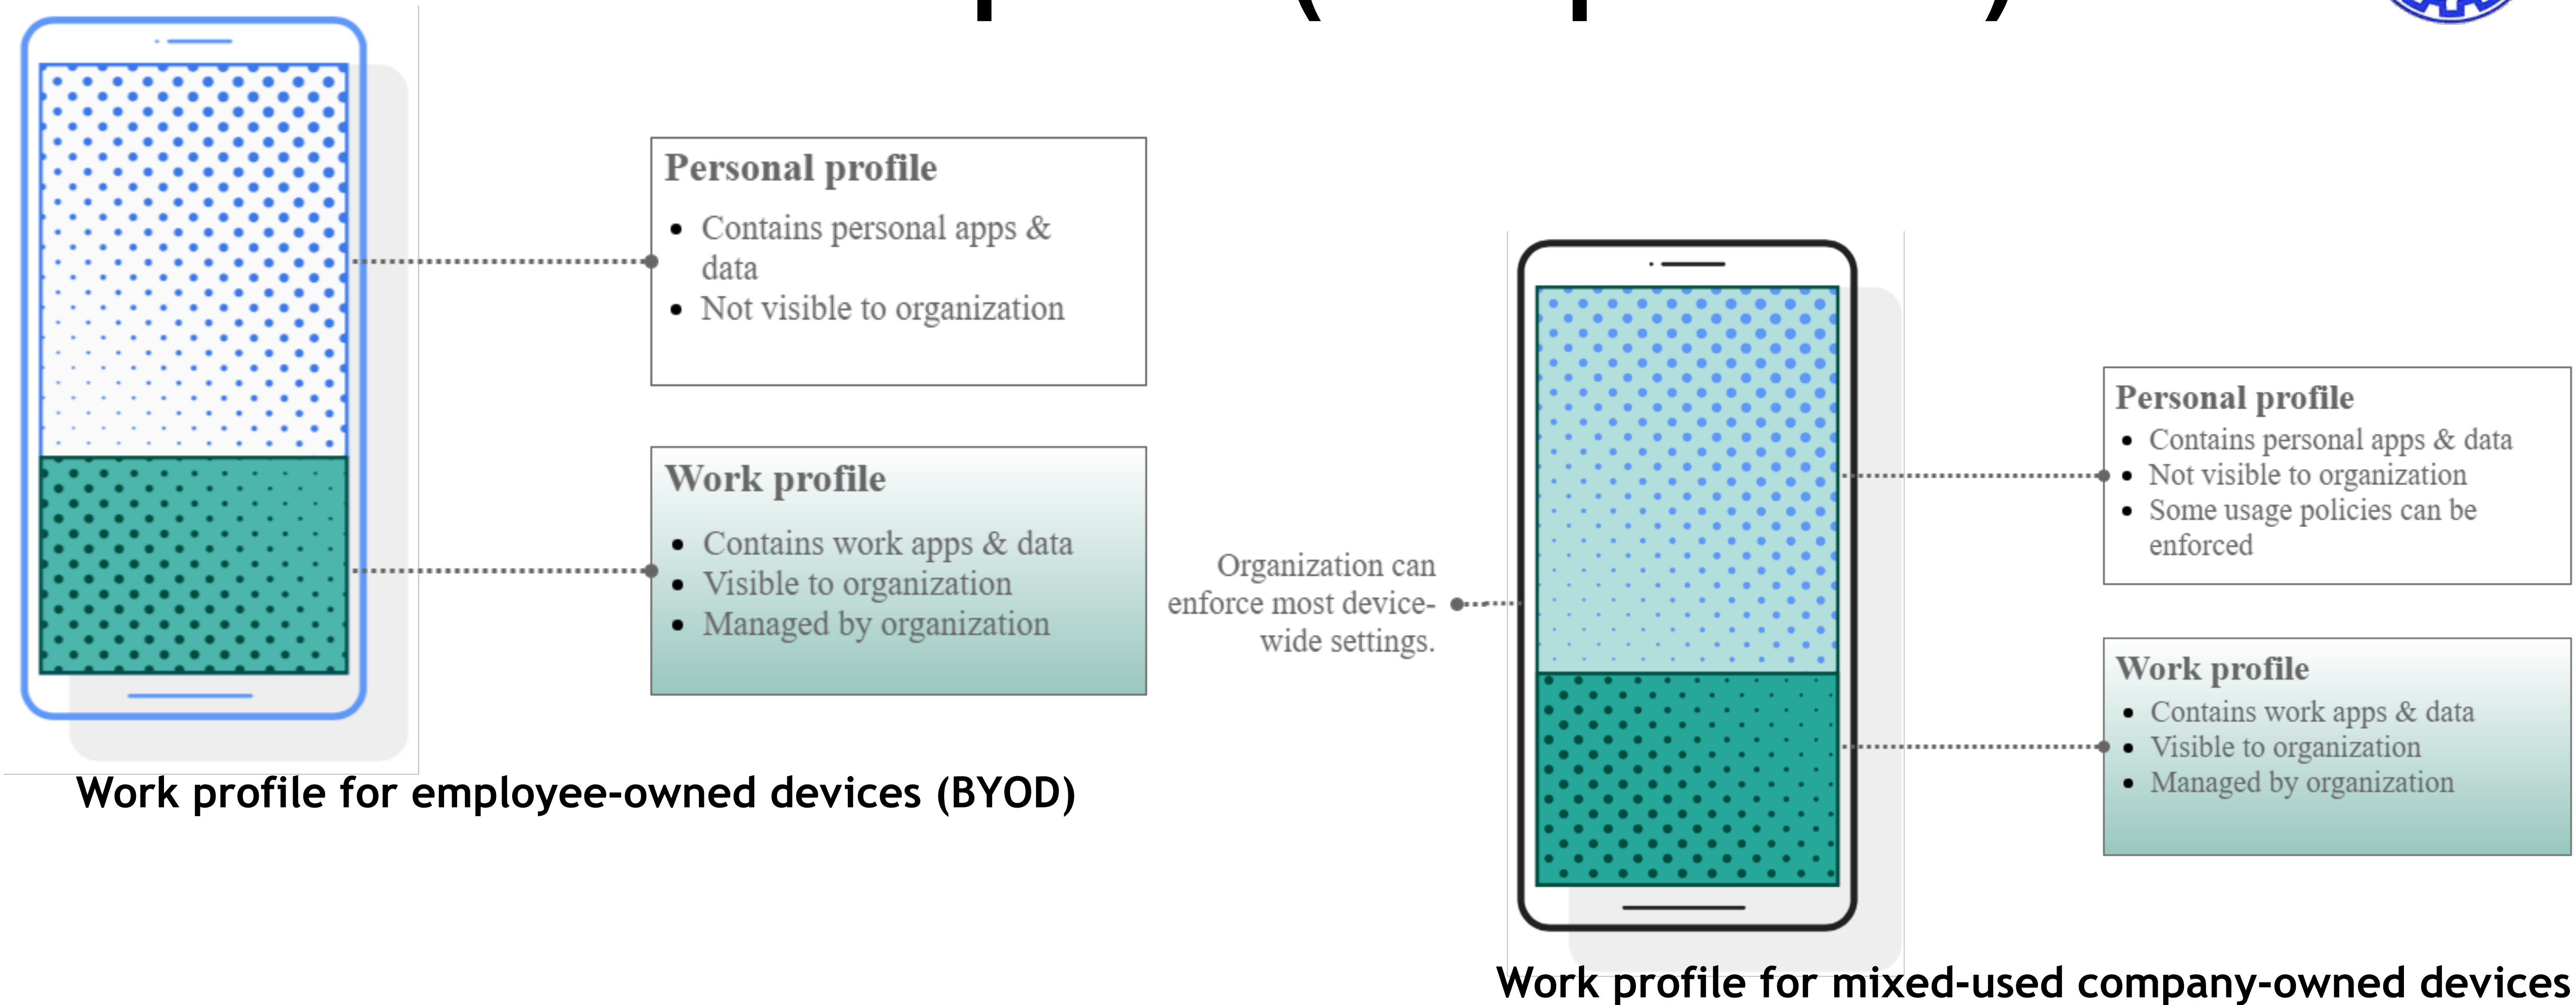 Personal profile
Contains personal apps &
data
Not visible to organization
Work profile
Contains work apps & data
Visible to organization
Managed by organization
Work profile for employee-owned devices (BYOD)
Organization can
enforce most device-
wide settings.
Personal profile
Contains personal apps & data
Not visible to organization
Some usage policies can be
enforced
Work profile
Contains work apps & data
Visible to organization
Managed by organization
Work profile for mixed-used company-owned devices